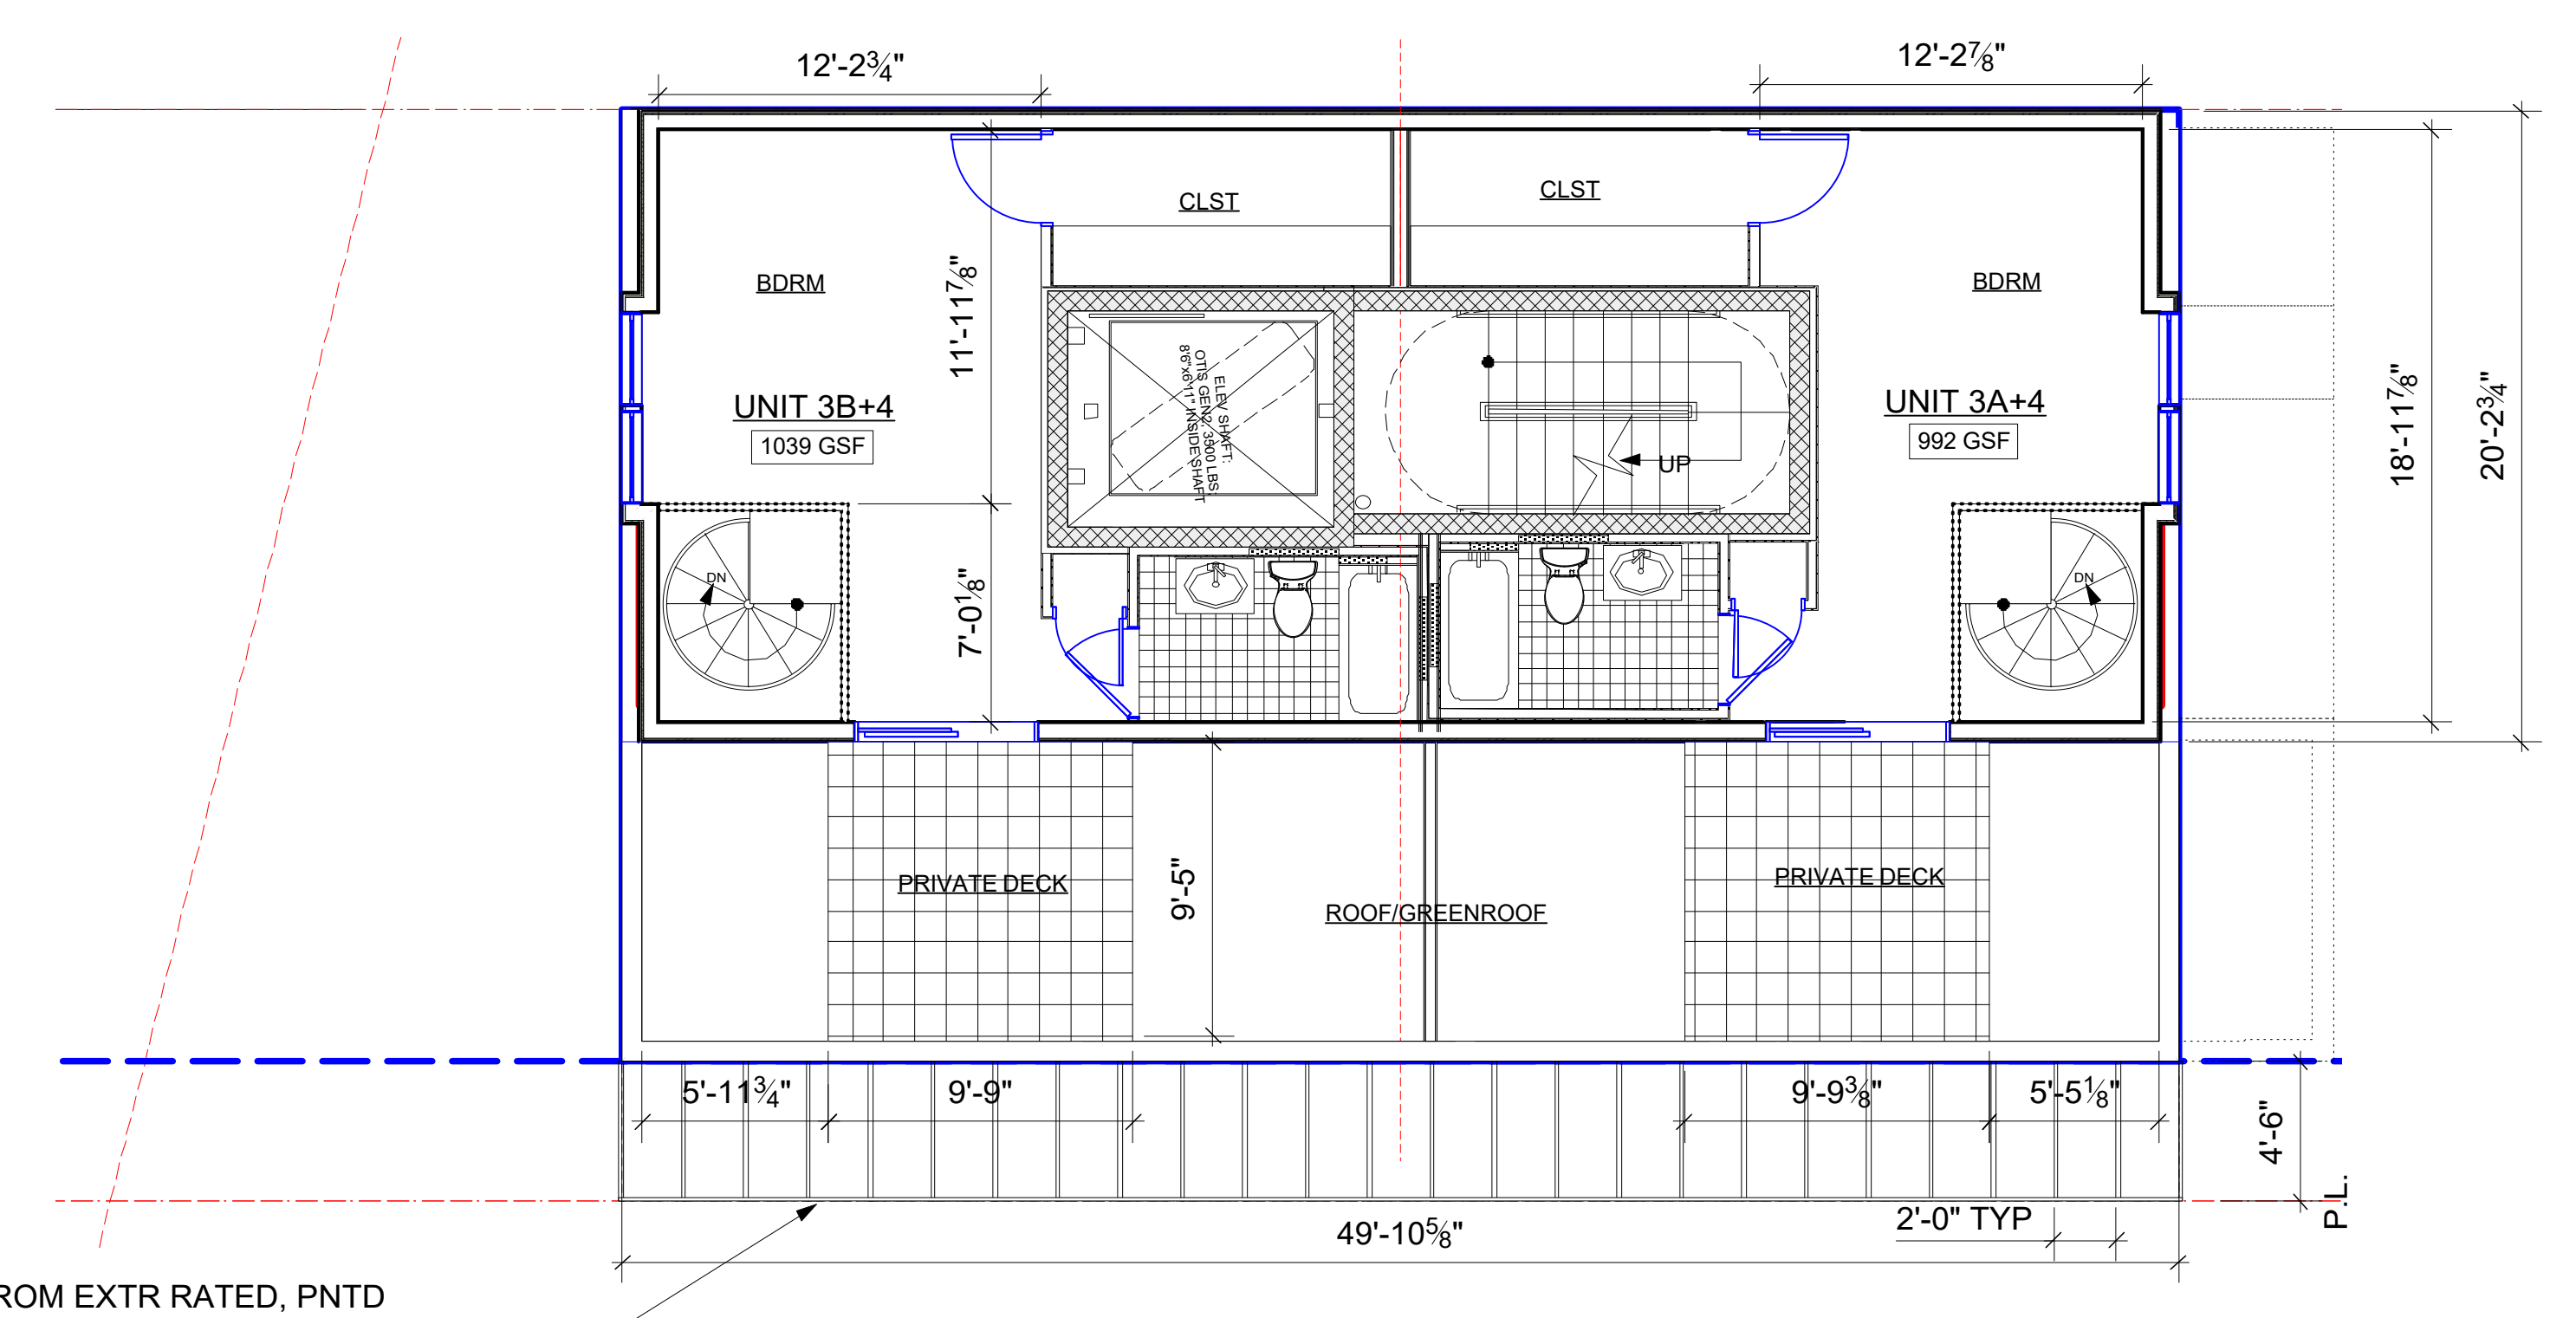 12'-2¾"
12'-2⅞"
CLST
CLST
BDRM
BDRM
11'-11⅞"
UNIT 3B+4
1039 GSF
ELEV SHAFT:
OTIS GEN2, 3500 LBS,
8'6"x6'11" INSIDE SHAFT
UP
UNIT 3A+4
992 GSF
18'-11⅞"
20'-2¾"
DN
7'-0⅛"
DN
PRIVATE DECK
9'-5"
ROOF/GREENROOF
PRIVATE DECK
5'-11¾"
9'-9"
9'-9⅜"
5'-5⅛"
4'-6"
P.L.
2'-0" TYP
49'-10⅝"
ROM EXTR RATED, PNTD